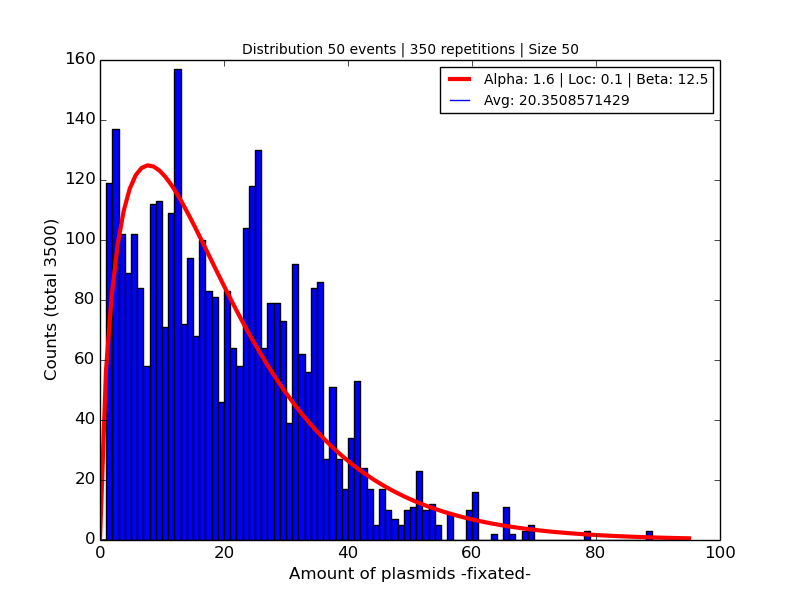 Distribution 50 events | 350 repetitions | Size 50
160
140
120
100
80
60
40
20
0
Counts (total 3500)
Alpha: 1.6 | Loc: 0.1 | Beta: 12.5
Avg: 20.3508571429
0 20 40 60 80 100
Amount of plasmids -fixated-